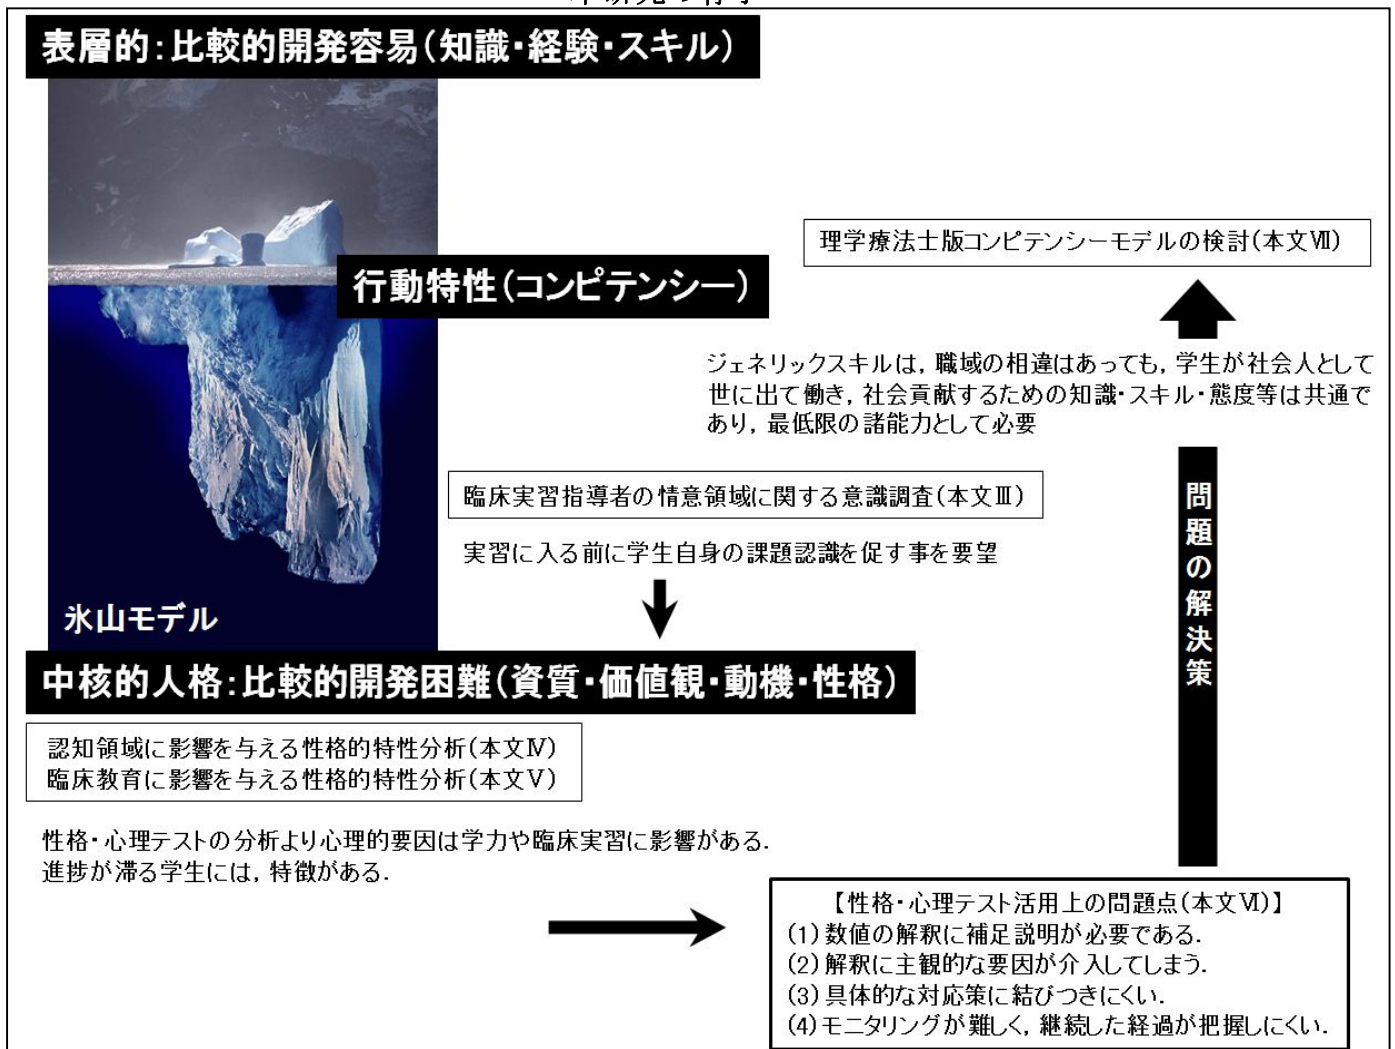 表層的:比較的開発容易(知識・経験・スキル)
行動特性(コンピテンシー)
理学療法士版コンピテンシーモデルの検討(本文Ⅶ)
ジェネリックスキルは,職域の相違はあっても,学生が社会人として
世に出て働き,社会貢献するための知識・スキル・態度等は共通で
あり,最低限の諸能力として必要
臨床実習指導者の情意領域に関する意識調査(本文Ⅲ)
実習に入る前に学生自身の課題認識を促す事を要望
問題の解決策
氷山モデル
中核的人格:比較的開発困難(資質・価値観・動機・性格)
認知領域に影響を与える性格的特性分析(本文Ⅳ)
臨床教育に影響を与える性格的特性分析(本文Ⅴ)
性格・心理テストの分析より心理的要因は学力や臨床実習に影響がある.
進捗が滞る学生には,特徴がある.
【性格・心理テスト活用上の問題点(本文Ⅵ)】
(1)数値の解釈に補足説明が必要である.
(2)解釈に主観的な要因が介入してしまう.
(3)具体的な対応策に結びつきにくい.
(4)モニタリングが難しく,継続した経過が把握しにくい.